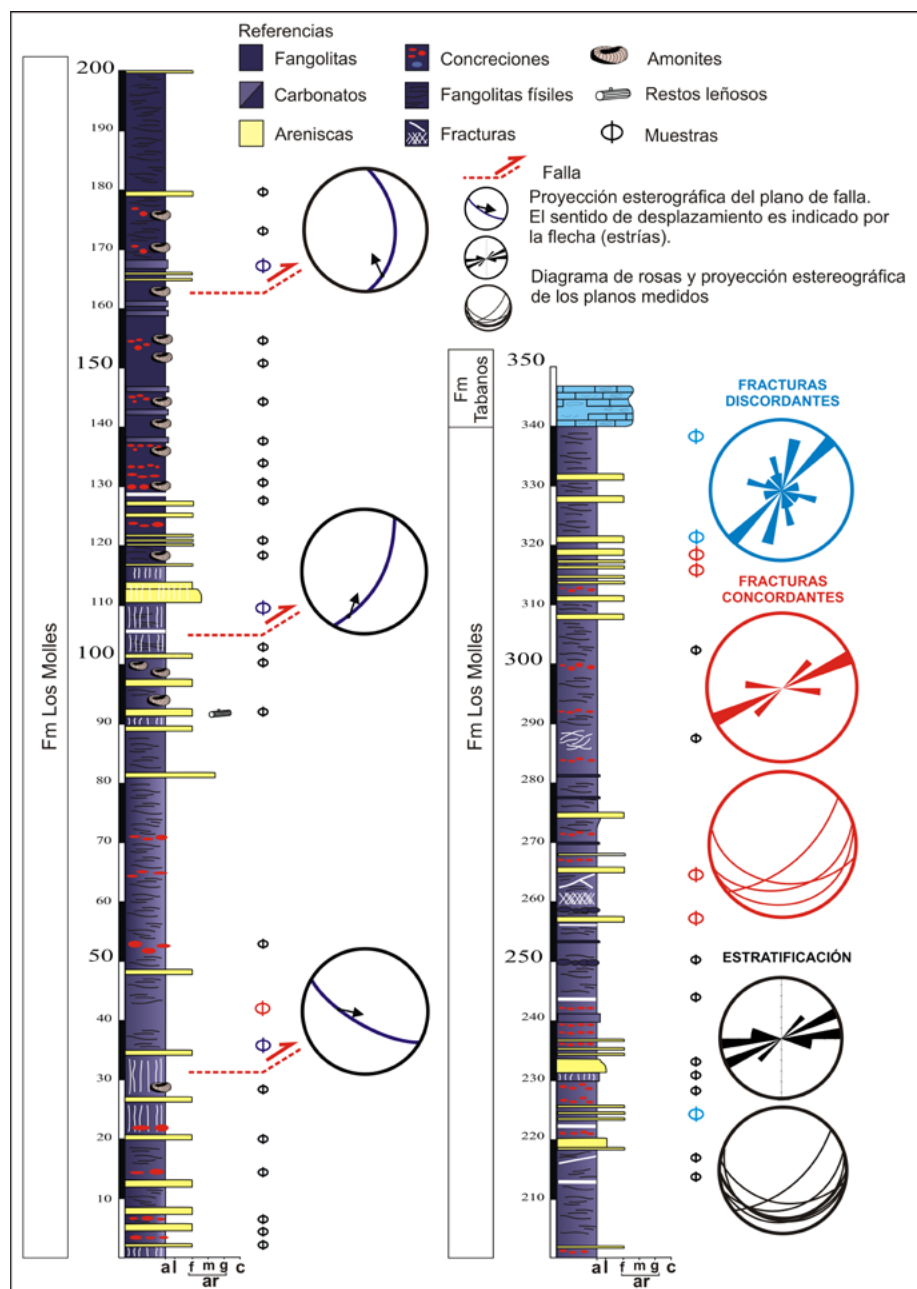 Referencias
Fangolitas
Concreciones
Amonites
Carbonatos
Fangolitas físiles
Restos leñosos
Areniscas
Fracturas
Muestras
Falla
Proyección esterográfica del plano de falla.
El sentido de desplazamiento es indicado por
la flecha (estrías).
Diagrama de rosas y proyección estereográfica
de los planos medidos
Fm Los Molles
200
190
180
170
160
150
140
130
120
110
100
90
80
70
60
50
40
30
20
10
al f m g c
ar
Fm
Tabanos
Fm Los Molles
350
340
330
320
310
300
290
280
270
260
250
240
230
220
210
al f m g c
ar
FRACTURAS
DISCORDANTES
FRACTURAS
CONCORDANTES
ESTRATIFICACIÓN